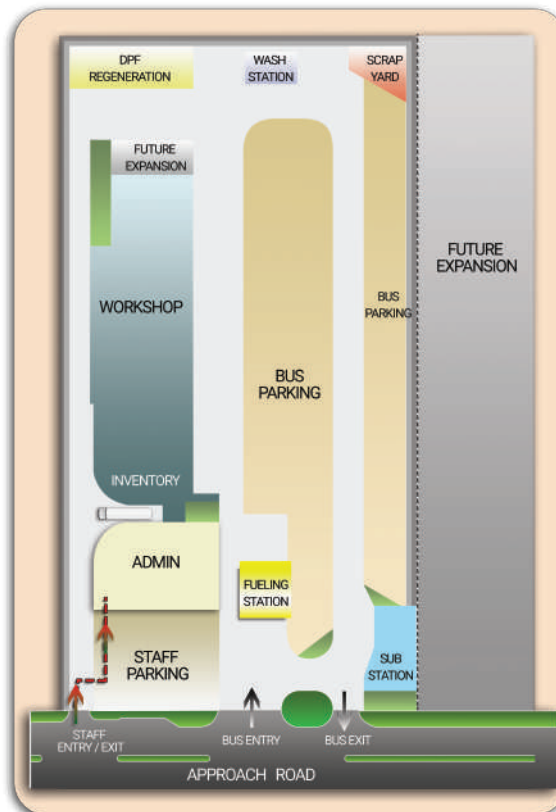 DPF
REGENERATION
WASH
STATION
SCRAP
YARD
FUTURE
EXPANSION
FUTURE
EXPANSION
WORKSHOP
BUS
PARKING
BUS
PARKING
INVENTORY
ADMIN
FUELING
STATION
STAFF
PARKING
SUB
STATION
STAFF
ENTRY / EXIT
BUS ENTRY
BUS EXIT
APPROACH ROAD